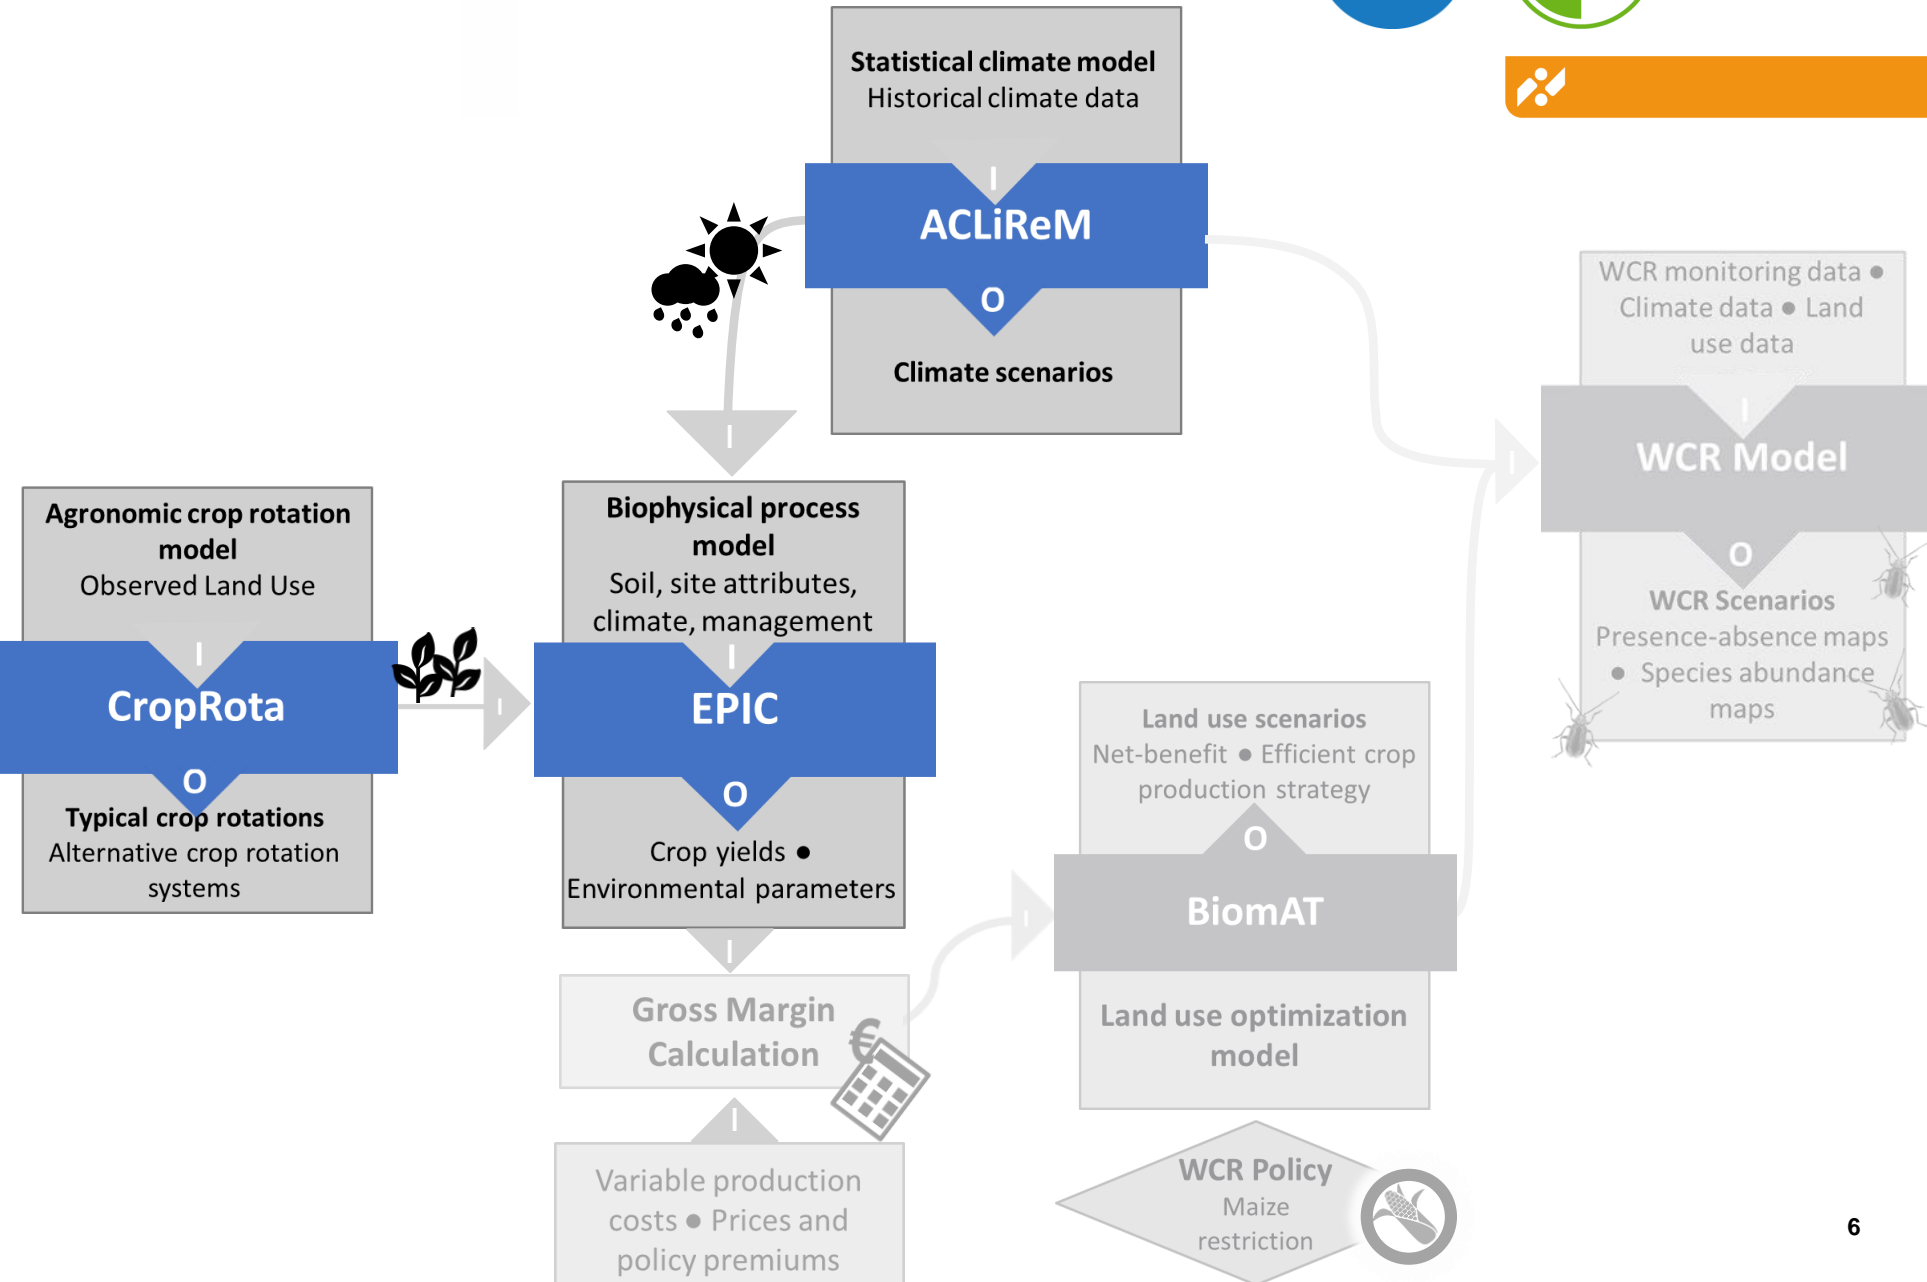 Statistical climate model
Historical climate data
I
ACLiReM
O
Climate scenarios
I
Agronomic crop rotation
model
Observed Land Use
I
CropRota
O
Typical crop rotations
Alternative crop rotation
systems
I
Biophysical process
model
Soil, site attributes,
climate, management
I
EPIC
O
Crop yields ●
Environmental parameters
I
Gross Margin
Calculation
€
I
Variable production
costs ● Prices and
policy premiums
I
Land use scenarios
Net-benefit ● Efficient crop
production strategy
O
BiomAT
Land use optimization
model
WCR Policy
Maize
restriction
I
WCR monitoring data ●
Climate data ● Land
use data
I
WCR Model
O
WCR Scenarios
Presence-absence maps
● Species abundance
maps
6